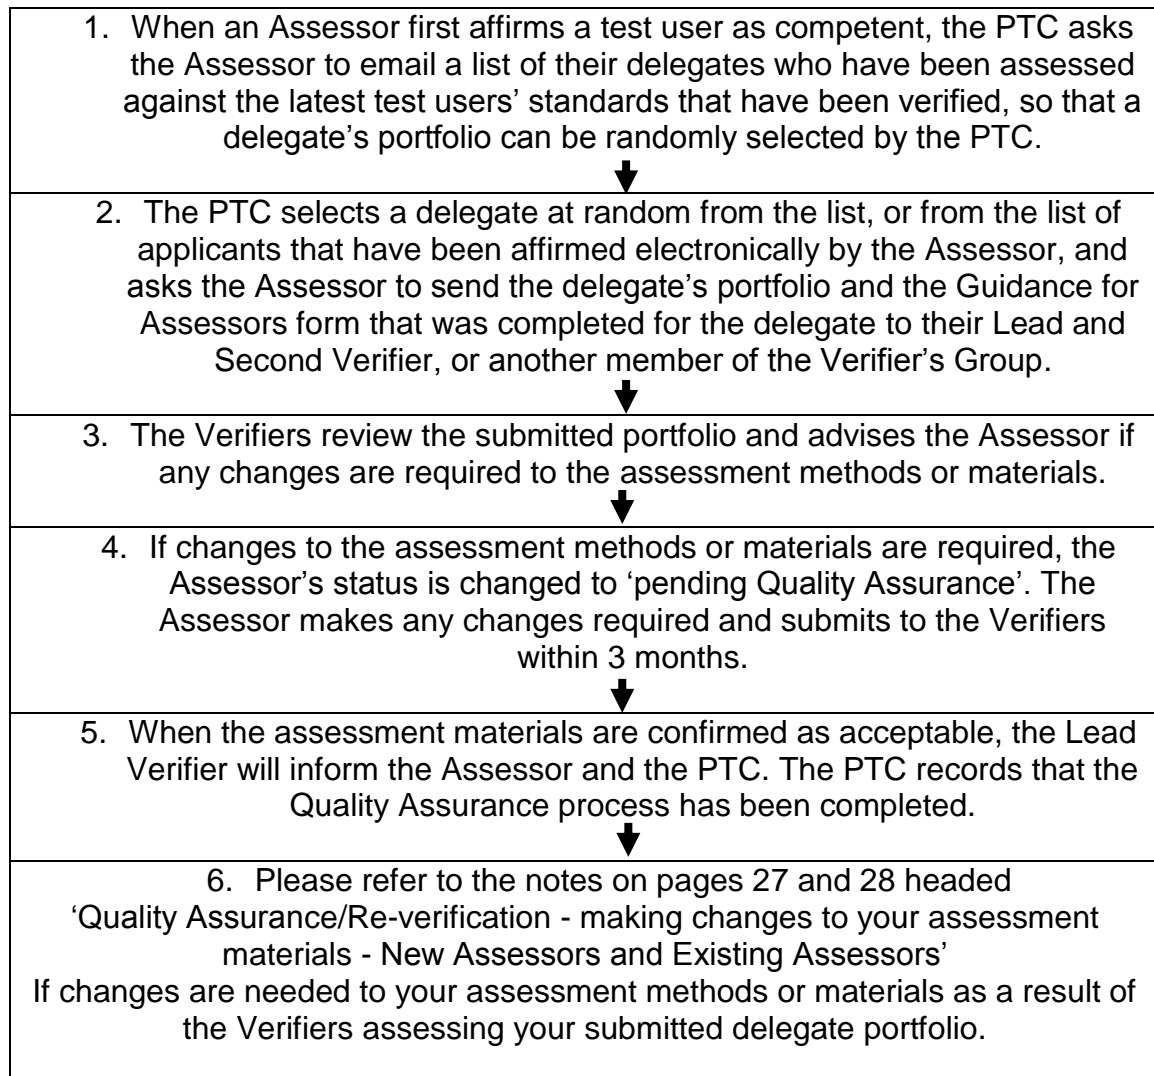 1. When an Assessor first affirms a test user as competent, the PTC asks
the Assessor to email a list of their delegates who have been assessed
against the latest test users’ standards that have been verified, so that a
delegate’s portfolio can be randomly selected by the PTC.
2. The PTC selects a delegate at random from the list, or from the list of
applicants that have been affirmed electronically by the Assessor, and
asks the Assessor to send the delegate’s portfolio and the Guidance for
Assessors form that was completed for the delegate to their Lead and
Second Verifier, or another member of the Verifier’s Group.
3. The Verifiers review the submitted portfolio and advises the Assessor if
any changes are required to the assessment methods or materials.
4. If changes to the assessment methods or materials are required, the
Assessor’s status is changed to ‘pending Quality Assurance’. The
Assessor makes any changes required and submits to the Verifiers
within 3 months.
5. When the assessment materials are confirmed as acceptable, the Lead
Verifier will inform the Assessor and the PTC. The PTC records that the
Quality Assurance process has been completed.
6. Please refer to the notes on pages 27 and 28 headed
‘Quality Assurance/Re-verification - making changes to your assessment
materials - New Assessors and Existing Assessors’
If changes are needed to your assessment methods or materials as a result of
the Verifiers assessing your submitted delegate portfolio.